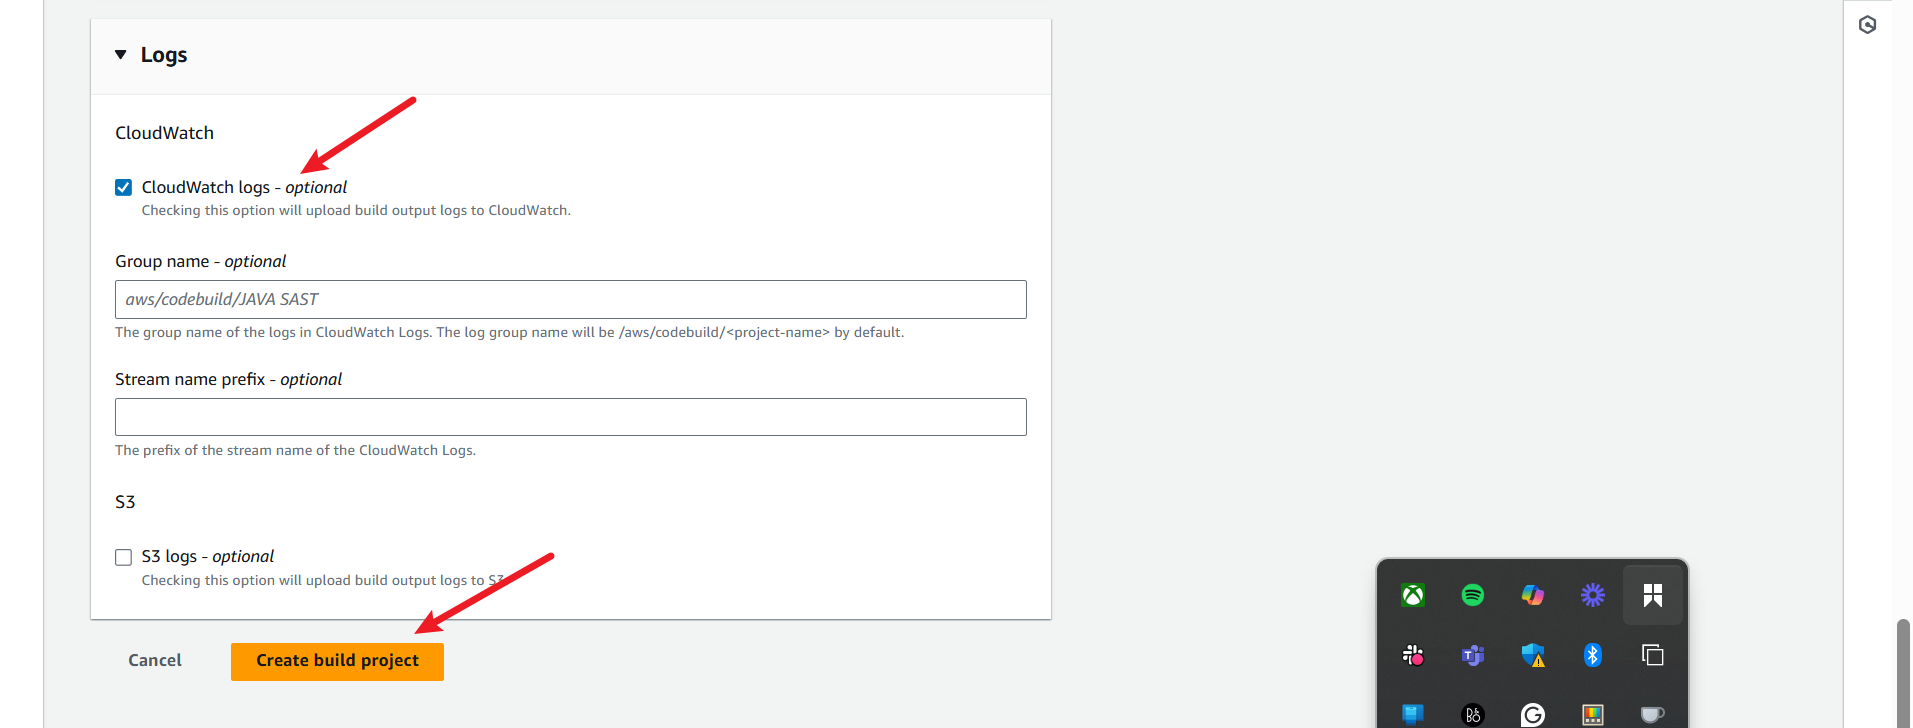 Logs
CloudWatch
CloudWatch logs - optional
Checking this option will upload build output logs to CloudWatch.
Group name - optional
aws/codebuild/JAVA SAST
The group name of the logs in CloudWatch Logs. The log group name will be /aws/codebuild/<project-name> by default.
Stream name prefix - optional
The prefix of the stream name of the CloudWatch Logs.
S3
S3 logs - optional
Checking this option will upload build output logs to S3
Cancel
Create build project